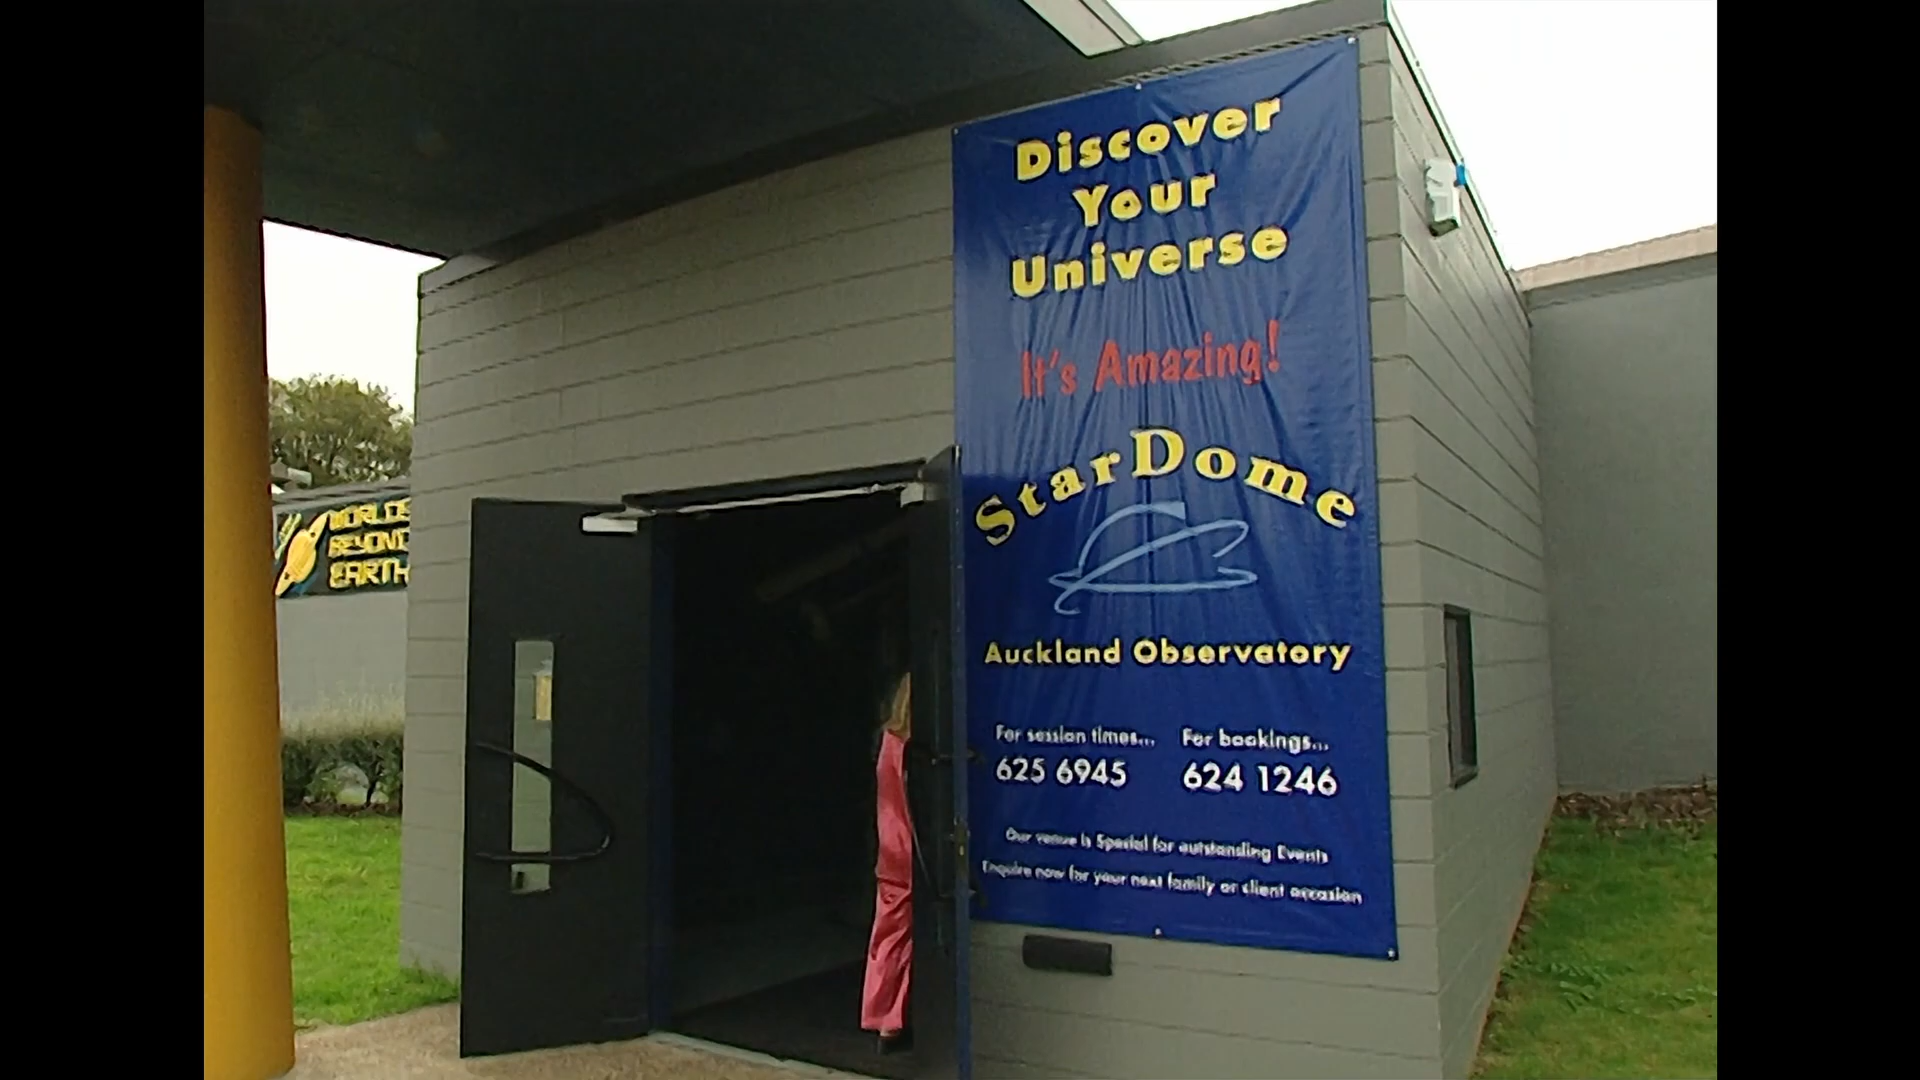 Discover
Your
Universe
It's Amazing!
StarDome
Auckland Observatory
For session times...
625 6945
For bookings...
624 1246
Our venue is Special for outstanding Events
Enquire now for your next family or client occasion
WORLDS
BEYOND
EARTH